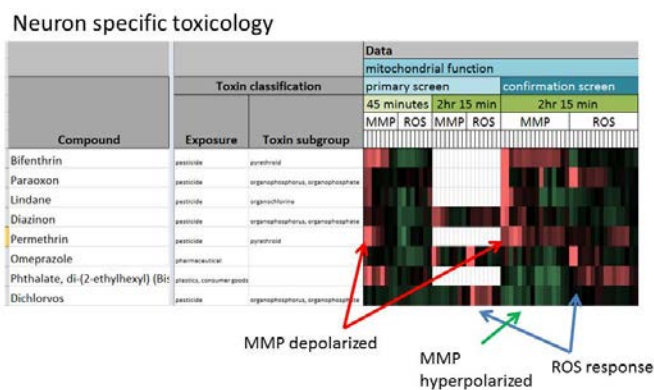 Neuron specific toxicology
Data
mitochondrial function
Toxin classification primary screen confirmation screen
45 minutes 2hr 15 min 2hr 15 min
MMP ROS MMP ROS MMP ROS
Compound Exposure Toxin subgroup
Bifenthrin pesticide pyrethroid
Paraoxon pesticide organophosphorus, organophosphate
Lindane pesticide organochlorine
Diazinon pesticide organophosphorus, organophosphate
Permethrin pesticide pyrethroid
Omeprazole pharmaceutical
Phthalate, di-(2-ethylhexyl) (Bis plastics, consumer goods
Dichlorvos pesticide organophosphorus, organophosphate
MMP depolarized
MMP
hyperpolarized
ROS response